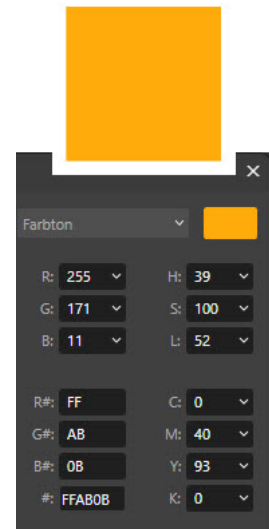 Farbton
R: 255 H: 39
G: 171 S: 100
B: 11 L: 52
R#: FF C: 0
G#: AB M: 40
B#: 0B Y: 93
#: FFAB0B K: 0